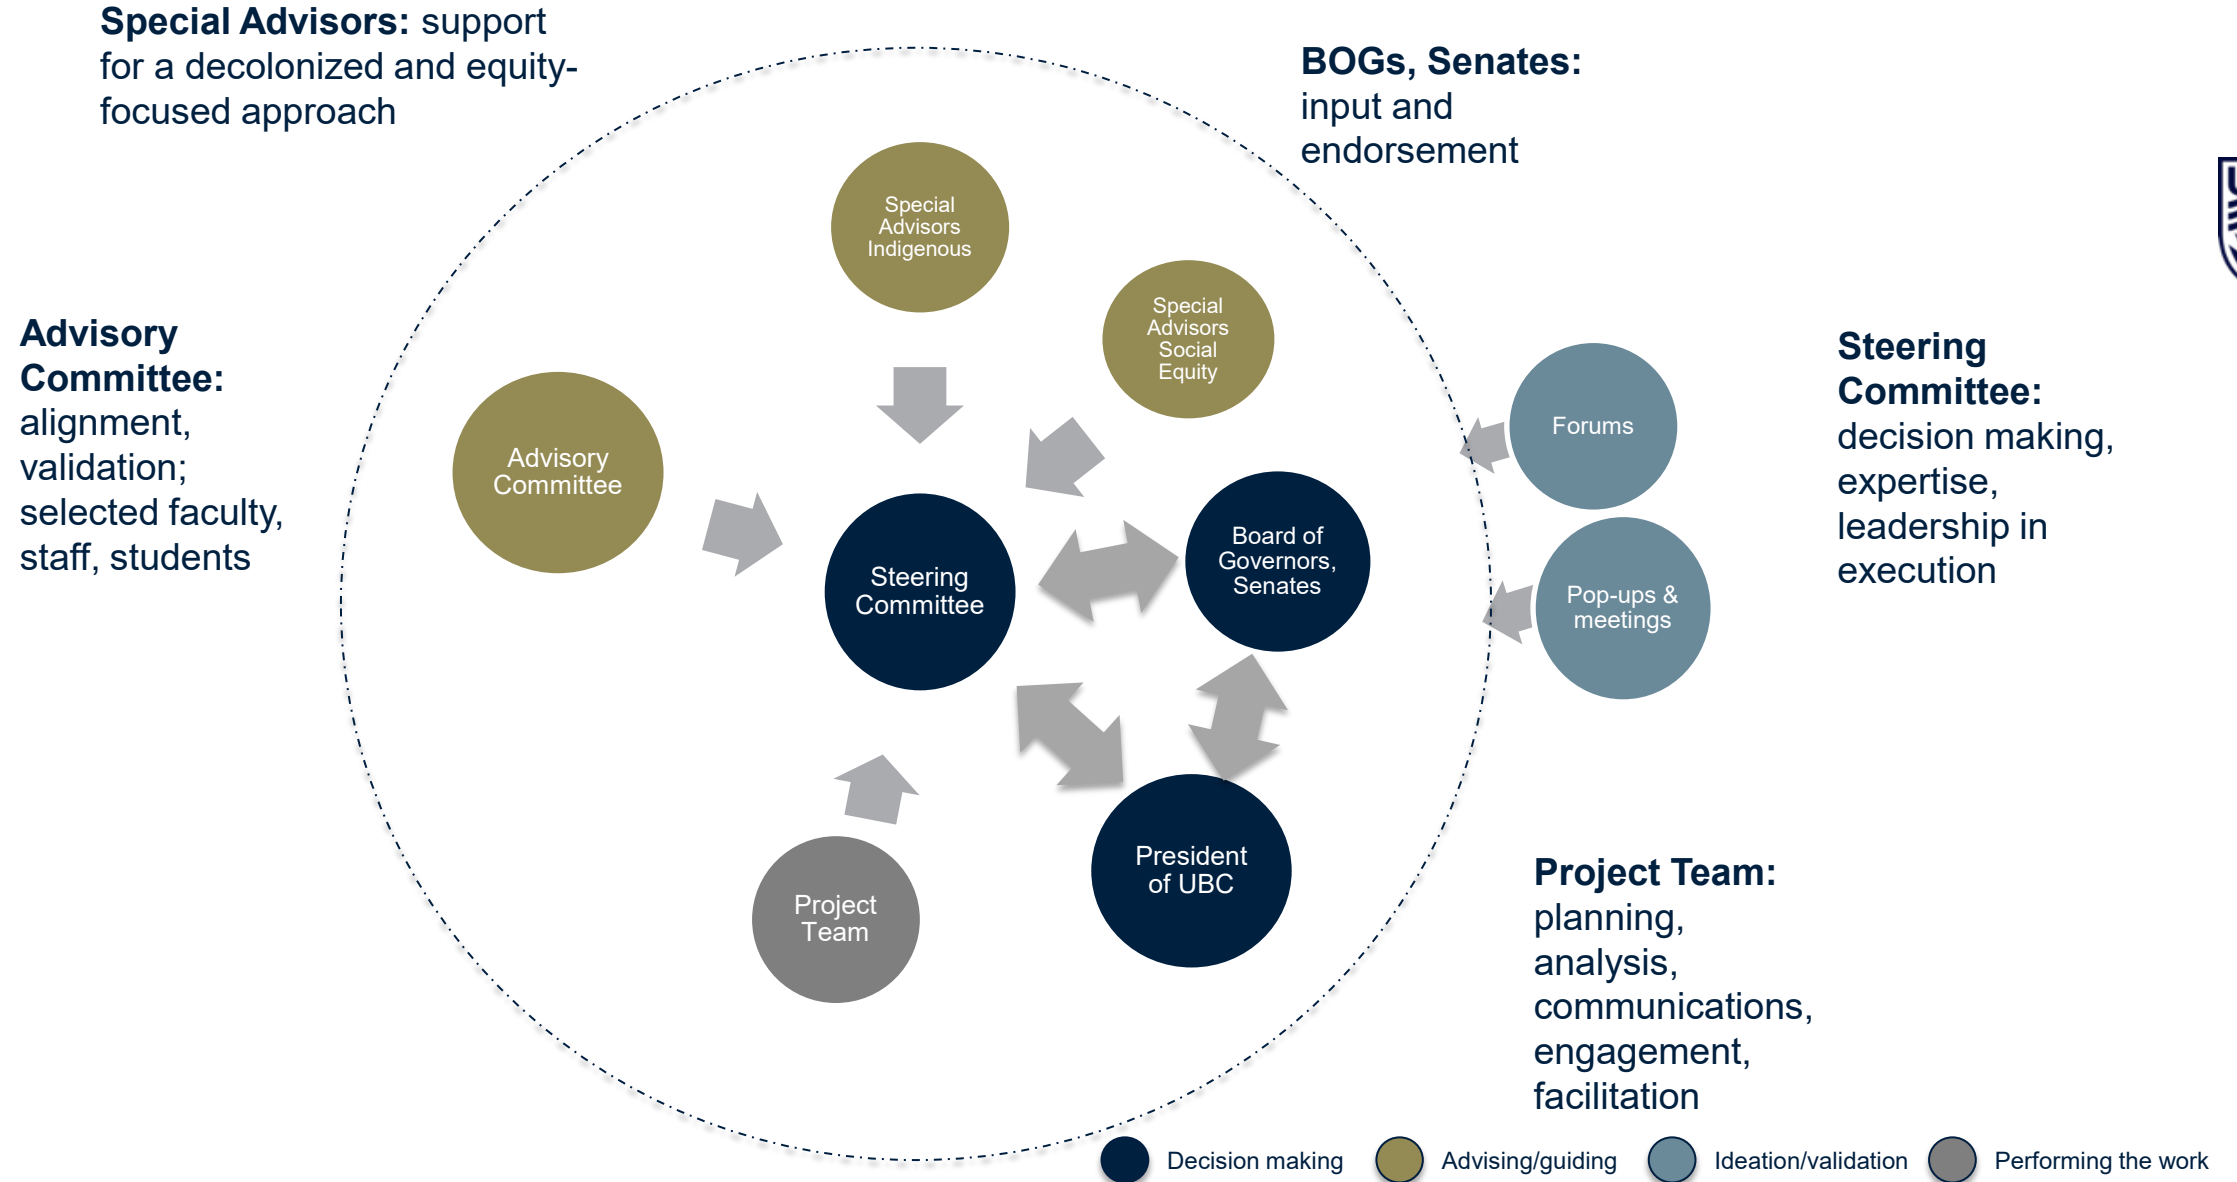 Special Advisors: support
for a decolonized and equity-
focused approach
BOGs, Senates:
input and
endorsement
Special
Advisors
Indigenous
Special
Advisors
Social
Equity
Advisory
Committee:
alignment,
validation;
selected faculty,
staff, students
Advisory
Committee
Forums
Steering
Committee:
decision making,
expertise,
leadership in
execution
Steering
Committee
Board of
Governors,
Senates
Pop-ups &
meetings
President
of UBC
Project
Team
Project Team:
planning,
analysis,
communications,
engagement,
facilitation
Decision making
Advising/guiding
Ideation/validation
Performing the work